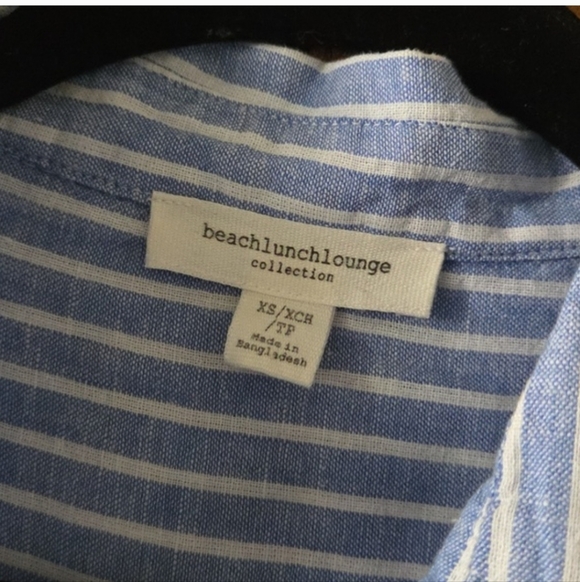 beachlunchlounge
collection
XS/XCH
/TP
Made in
Bangladesh